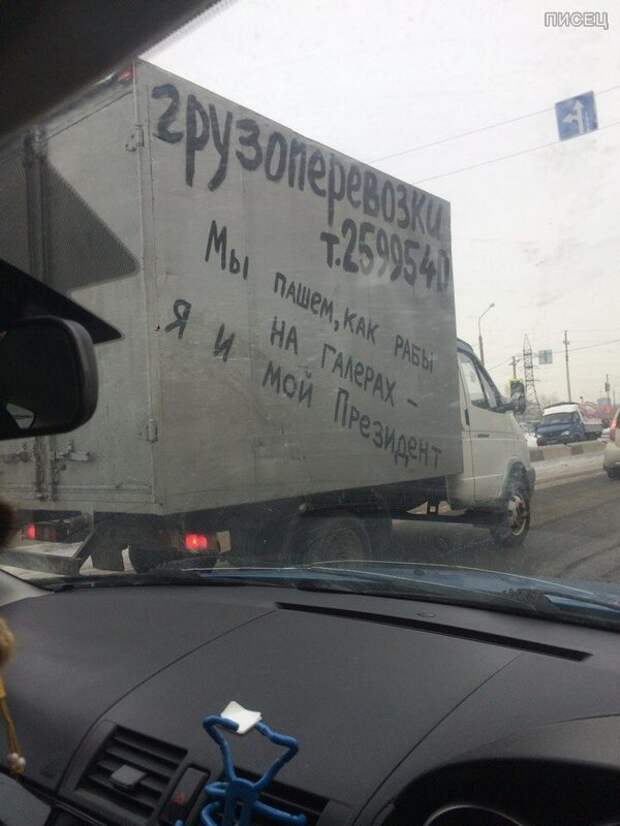 ПИСЕЦ
грузоперевозки
т.2599540
Мы пашем, как рабы
на галерах –
Я и мой Президент